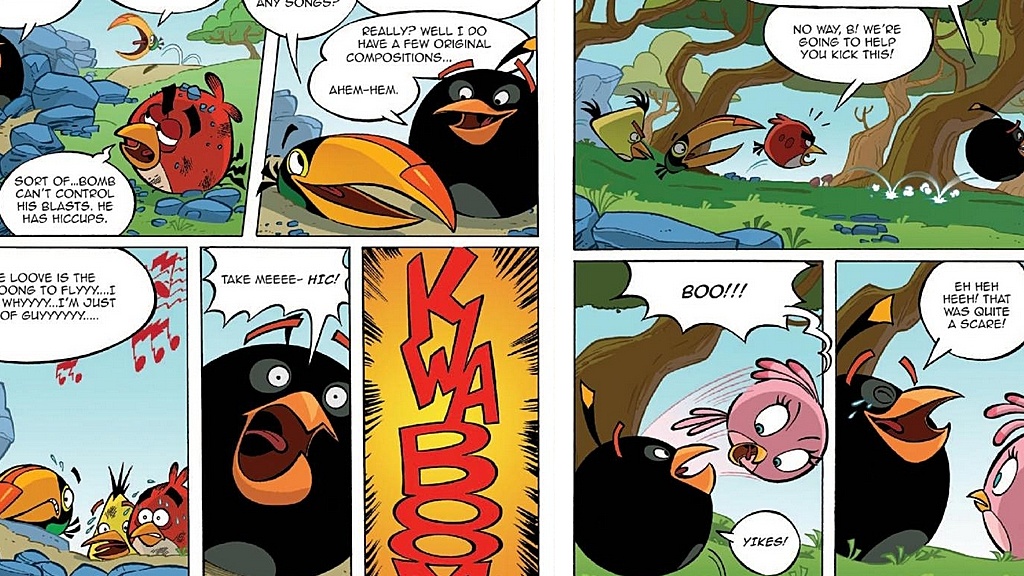 ANY SONGS?
SORT OF...BOMB
CAN'T CONTROL
HIS BLASTS. HE
HAS HICCUPS.
REALLY? WELL I DO
HAVE A FEW ORIGINAL
COMPOSITIONS...
AHEM-HEM.
E LOOVE IS THE
OONG TO FLYYY...I
WHYYYY...I'M JUST
OF GUYYYYYY.....
TAKE MEEEE- HIC!
KWABOOM
NO WAY, B! WE'RE
GOING TO HELP
YOU KICK THIS!
BOO!!!
YIKES!
EH HEH
HEEH! THAT
WAS QUITE
A SCARE!